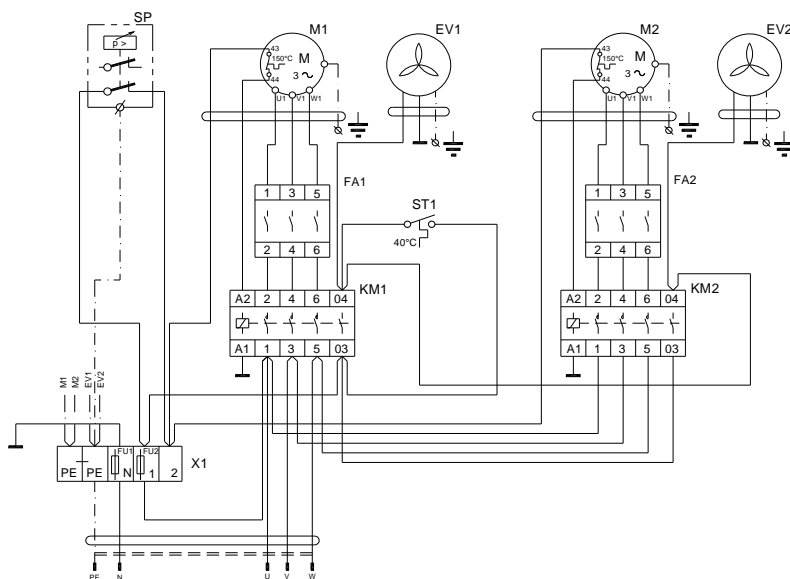 SP
M1
EV1
M2
EV2
p >
43
150°C
M
44
3 ~
U1
V1
W1
43
150°C
M
44
3 ~
U1
V1
W1
FA1
1 3 5
2 4 6
ST1
40°C
FA2
1 3 5
2 4 6
KM1
A2 2 4 6 04
A1 1 3 5 03
KM2
A2 2 4 6 04
A1 1 3 5 03
M1
M2
EV1
EV2
FU1
FU2
PE PE N 1 2
X1
PE N U V W